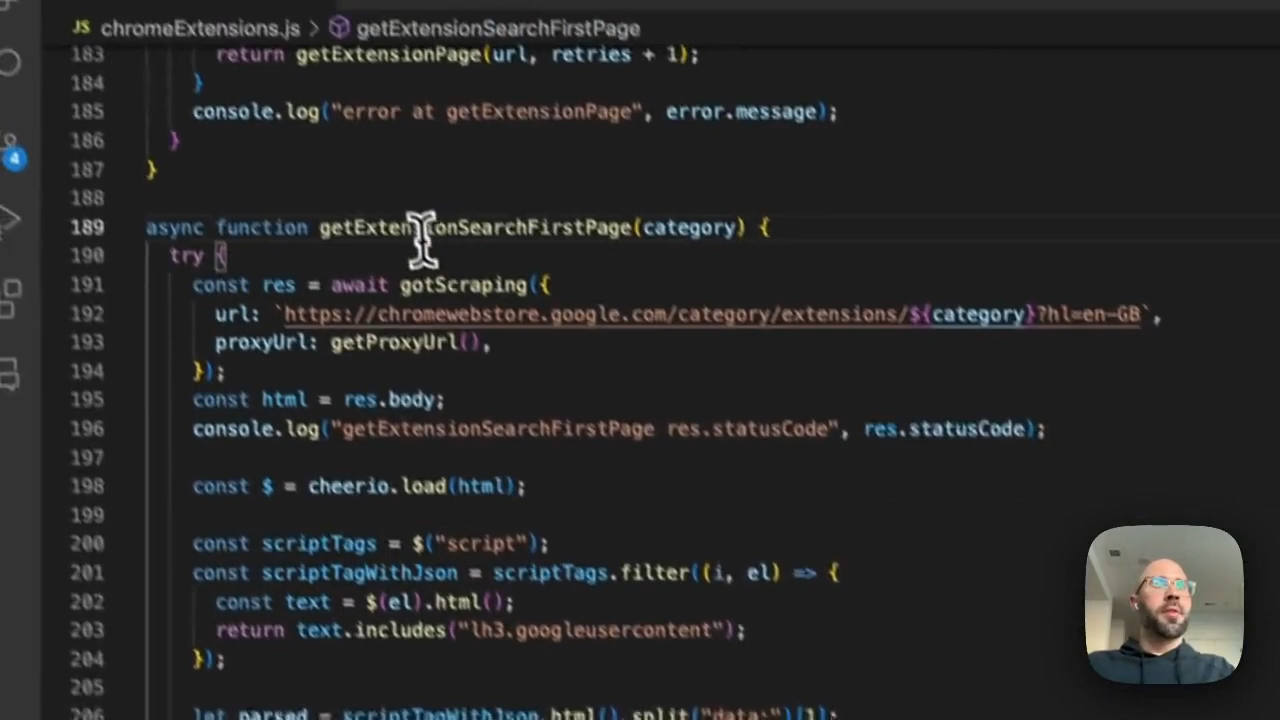 JS chromeExtensions.js > getExtensionSearchFirstPage
183 return getExtensionPage(url, retries + 1);
184 }
185 console.log("error at getExtensionPage", error.message);
186 }
187 }
188
189 async function getExtensionSearchFirstPage(category) {
190 try {
191 const res = await gotScraping({
192 url: `https://chromewebstore.google.com/category/extensions/${category}?hl=en-GB`,
193 proxyUrl: getProxyUrl(),
194 });
195 const html = res.body;
196 console.log("getExtensionSearchFirstPage res.statusCode", res.statusCode);
197
198 const $ = cheerio.load(html);
199
200 const scriptTags = $("script");
201 const scriptTagWithJson = scriptTags.filter((i, el) => {
202 const text = $(el).html();
203 return text.includes("lh3.googleusercontent");
204 });
205
206 let parsed = scriptTagWithJson.html().split("data:")[1];
4